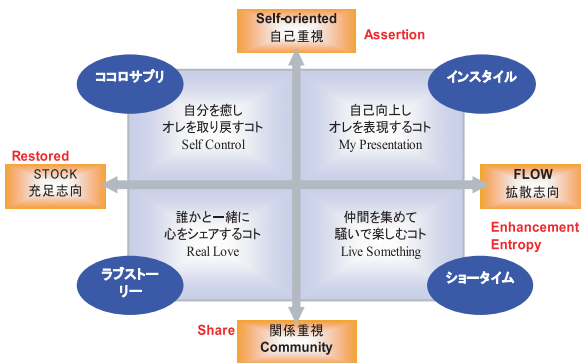 Self-oriented
自己重視
Assertion
ココロサプリ
インスタイル
自分を癒し
オレを取り戻すコト
Self Control
自己向上し
オレを表現するコト
My Presentation
Restored
STOCK
充足志向
FLOW
拡散志向
Enhancement
Entropy
誰かと一緒に
心をシェアするコト
Real Love
仲間を集めて
騒いで楽しむコト
Live Something
ラブストー
リー
ショータイム
Share
関係重視
Community